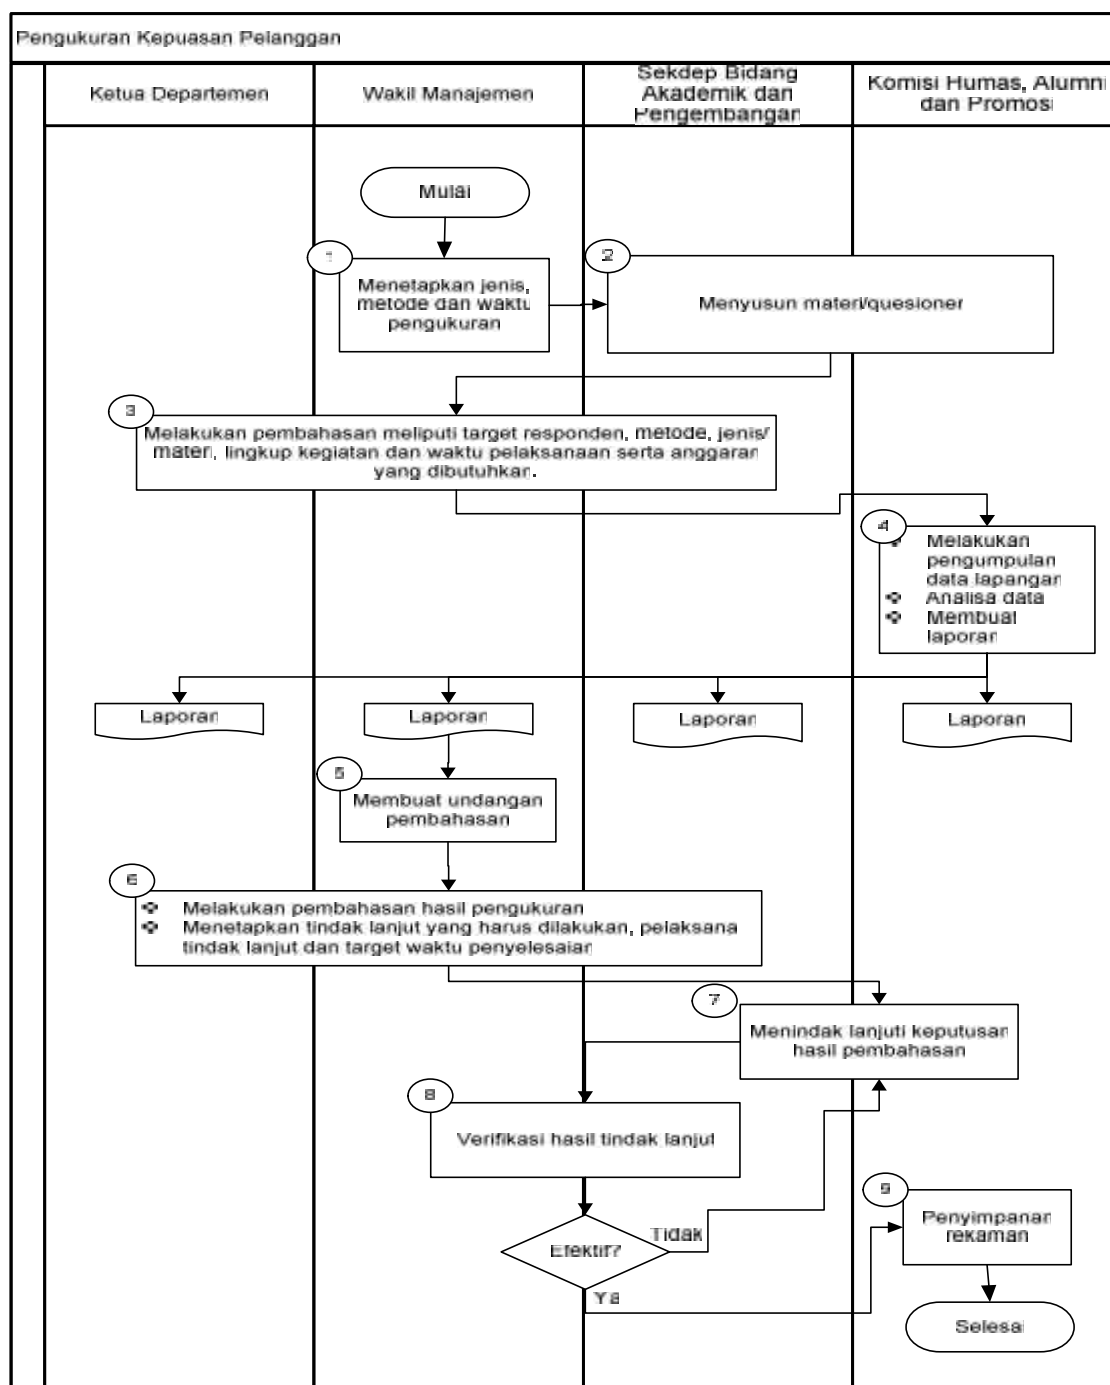 Pengukuran Kepuasan Pelanggan
Ketua Departemen
Wakil Manajemen
Sekdep Bidang
Akademik dan
Pengembangan
Komisi Humas, Alumni
dan Promosi
Mulai
1
Menetapkan jenis,
metode dan waktu
pengukuran
2
Menyusun materi/quesioner
3
Melakukan pembahasan meliputi target responden, metode, jenis/
materi, lingkup kegiatan dan waktu pelaksanaan serta anggaran
yang dibutuhkan.
4
❖ Melakukan
pengumpulan
data lapangan
❖ Analisa data
❖ Membuat
laporan
Laporan
Laporan
Laporan
Laporan
5
Membuat undangan
pembahasan
6
❖ Melakukan pembahasan hasil pengukuran
❖ Menetapkan tindak lanjut yang harus dilakukan, pelaksana
tindak lanjut dan target waktu penyelesaian
7
Menindak lanjuti keputusan
hasil pembahasan
8
Verifikasi hasil tindak lanjut
Efektif?
Tidak
Ya
9
Penyimpanan
rekaman
Selesai